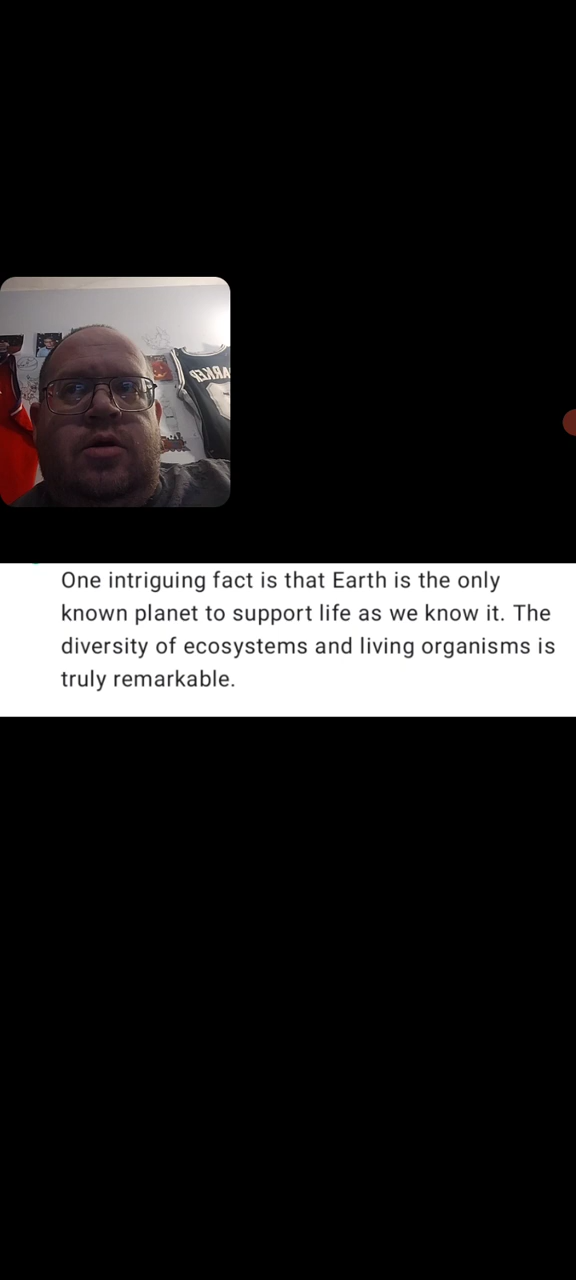 ARKER
One intriguing fact is that Earth is the only
known planet to support life as we know it. The
diversity of ecosystems and living organisms is
truly remarkable.